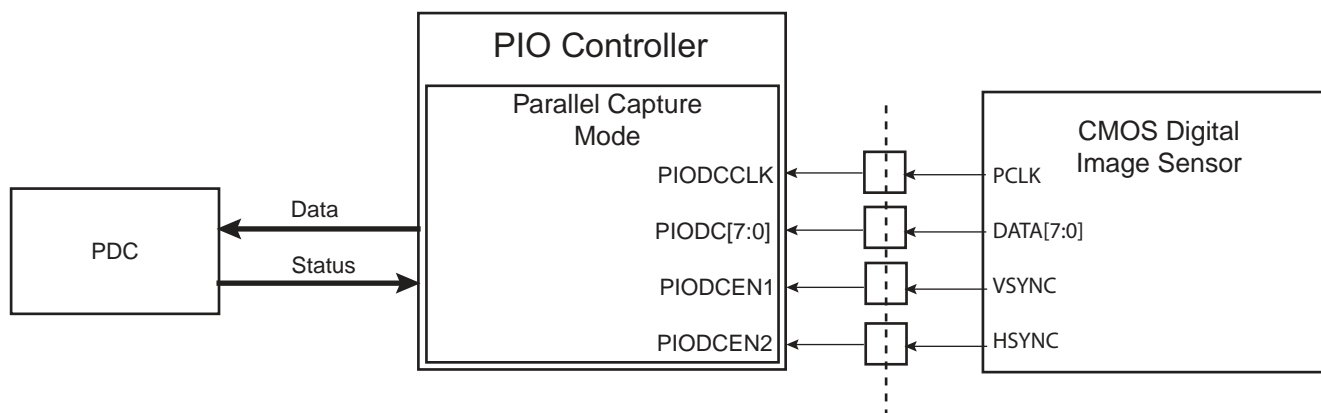 PIO Controller
Parallel Capture
Mode
CMOS Digital
Image Sensor
PIODCCLK
PCLK
Data
PIODC[7:0]
DATA[7:0]
PDC
Status
PIODCEN1
VSYNC
PIODCEN2
HSYNC